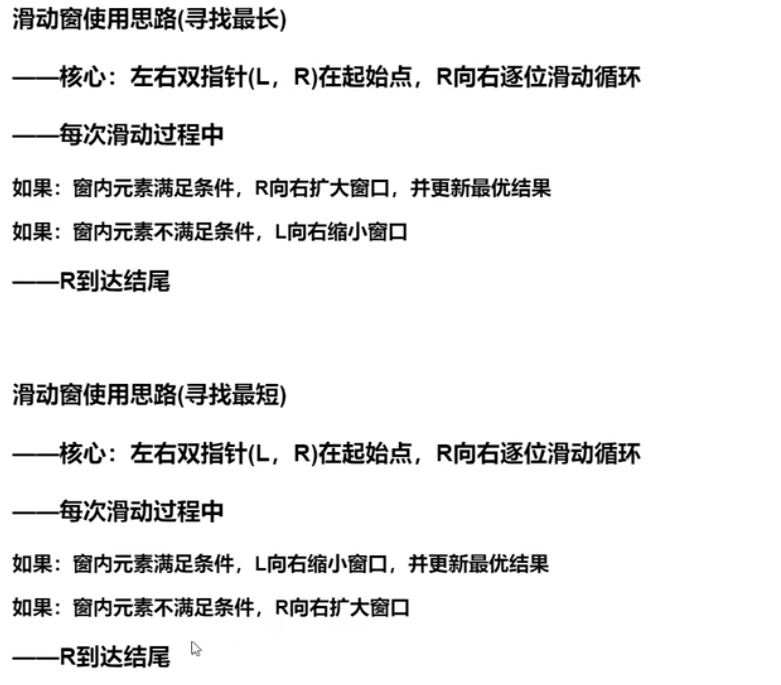 滑动窗使用思路(寻找最长)
——核心：左右双指针(L，R)在起始点，R向右逐位滑动循环
——每次滑动过程中
如果：窗内元素满足条件，R向右扩大窗口，并更新最优结果
如果：窗内元素不满足条件，L向右缩小窗口
——R到达结尾
滑动窗使用思路(寻找最短)
——核心：左右双指针(L，R)在起始点，R向右逐位滑动循环
——每次滑动过程中
如果：窗内元素满足条件，L向右缩小窗口，并更新最优结果
如果：窗内元素不满足条件，R向右扩大窗口
——R到达结尾